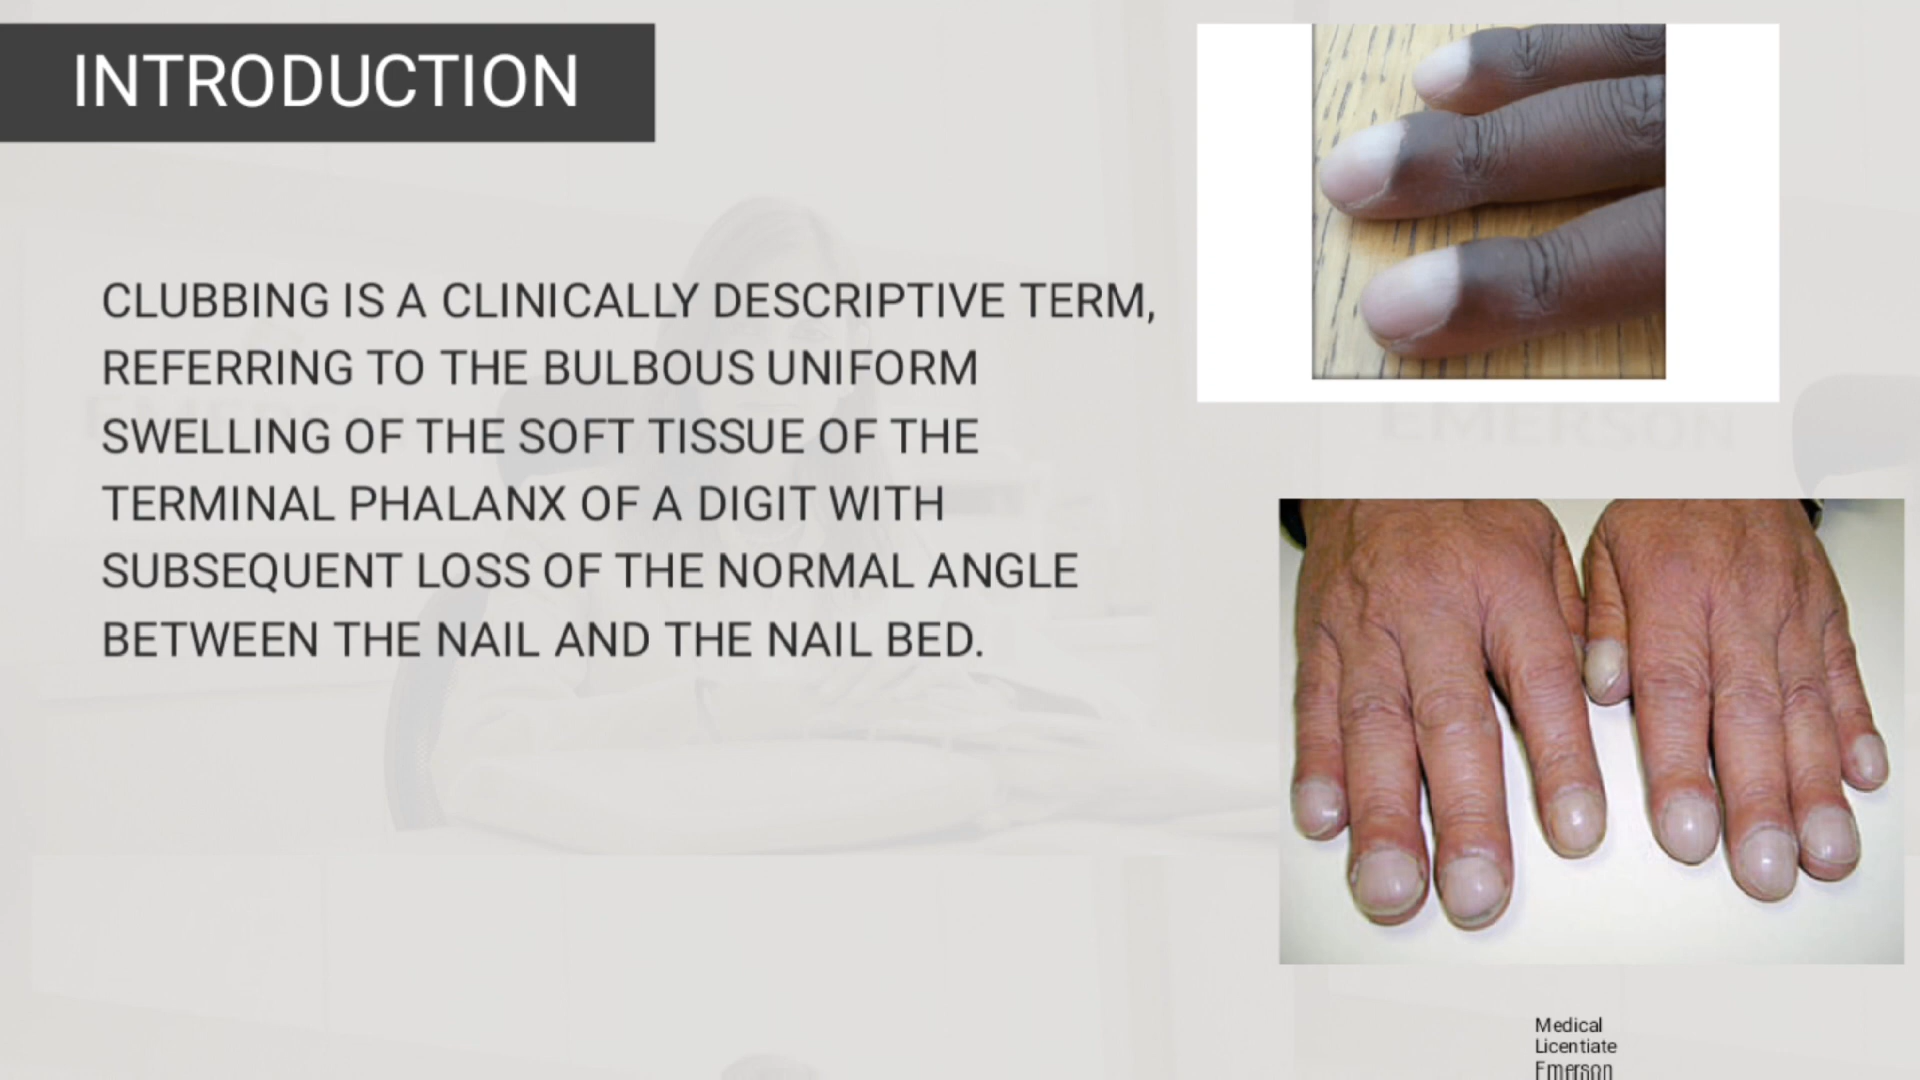 INTRODUCTION
CLUBBING IS A CLINICALLY DESCRIPTIVE TERM,
REFERRING TO THE BULBOUS UNIFORM
SWELLING OF THE SOFT TISSUE OF THE
TERMINAL PHALANX OF A DIGIT WITH
SUBSEQUENT LOSS OF THE NORMAL ANGLE
BETWEEN THE NAIL AND THE NAIL BED.
EMERSON
EMERSON
Medical
Licentiate
Emerson